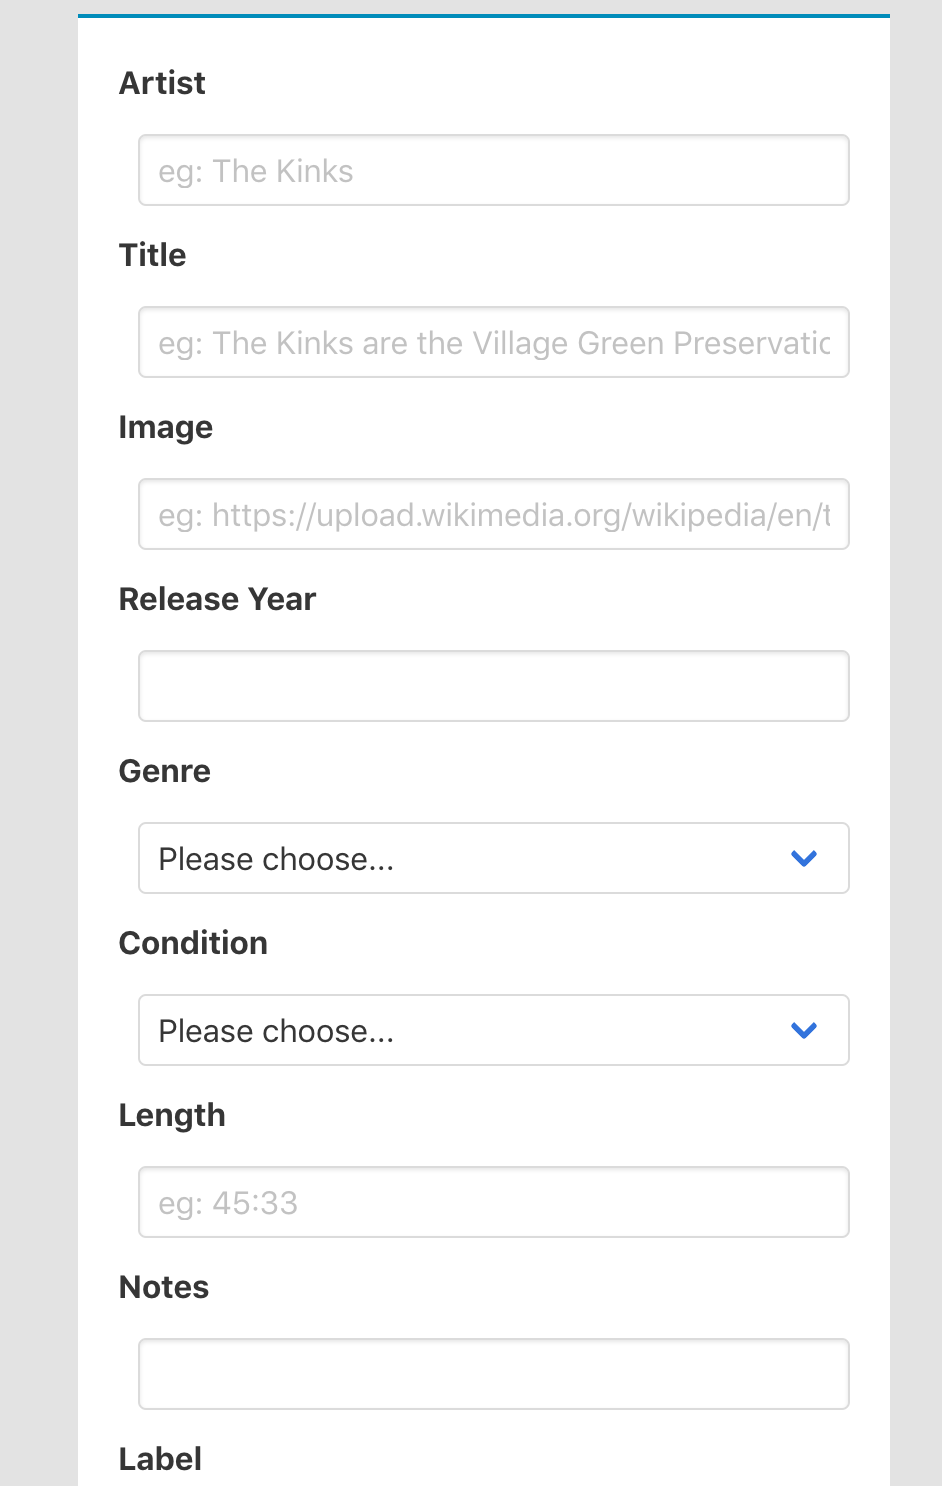 Artist
eg: The Kinks
Title
eg: The Kinks are the Village Green Preservatic
Image
eg: https://upload.wikimedia.org/wikipedia/en/t
Release Year
Genre
Please choose...
Condition
Please choose...
Length
eg: 45:33
Notes
Label